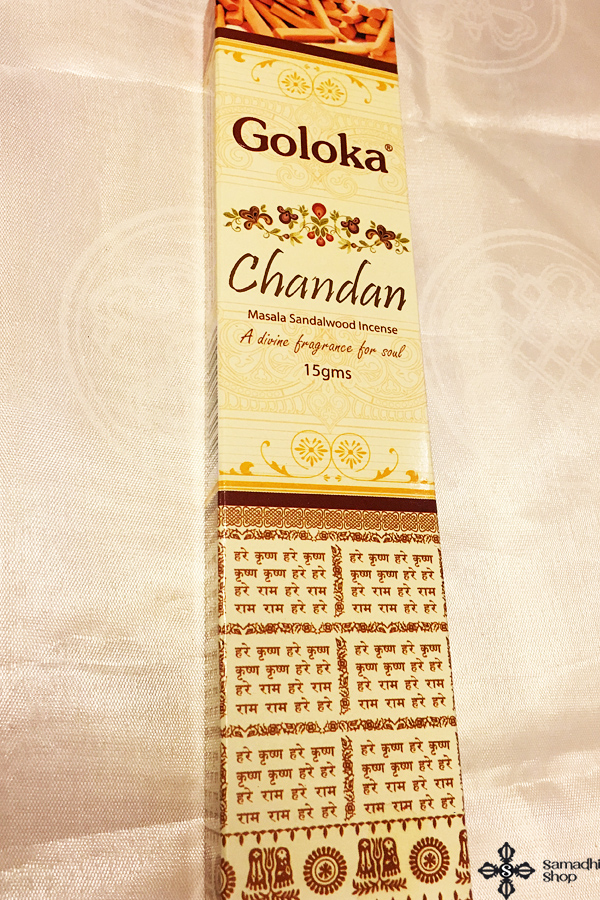 Goloka®
Chandan
Masala Sandalwood Incense
A divine fragrance for soul
15gms
हरे कृष्ण हरे कृष्ण
कृष्ण कृष्ण हरे हरे
हरे राम हरे राम
राम राम हरे हरे
हरे कृष्ण हरे कृष्ण
कृष्ण कृष्ण हरे हरे
हरे राम हरे राम
राम राम हरे हरे
हरे कृष्ण हरे कृष्ण
कृष्ण कृष्ण हरे हरे
हरे राम हरे राम
राम राम हरे हरे
हरे कृष्ण हरे कृष्ण
कृष्ण कृष्ण हरे हरे
हरे राम हरे राम
राम राम हरे हरे
हरे कृष्ण हरे कृष्ण
कृष्ण कृष्ण हरे हरे
हरे राम हरे राम
राम राम हरे हरे
हरे कृष्ण हरे कृष्ण
कृष्ण कृष्ण हरे हरे
हरे राम हरे राम
राम राम हरे हरे
S
Samadhi
Shop